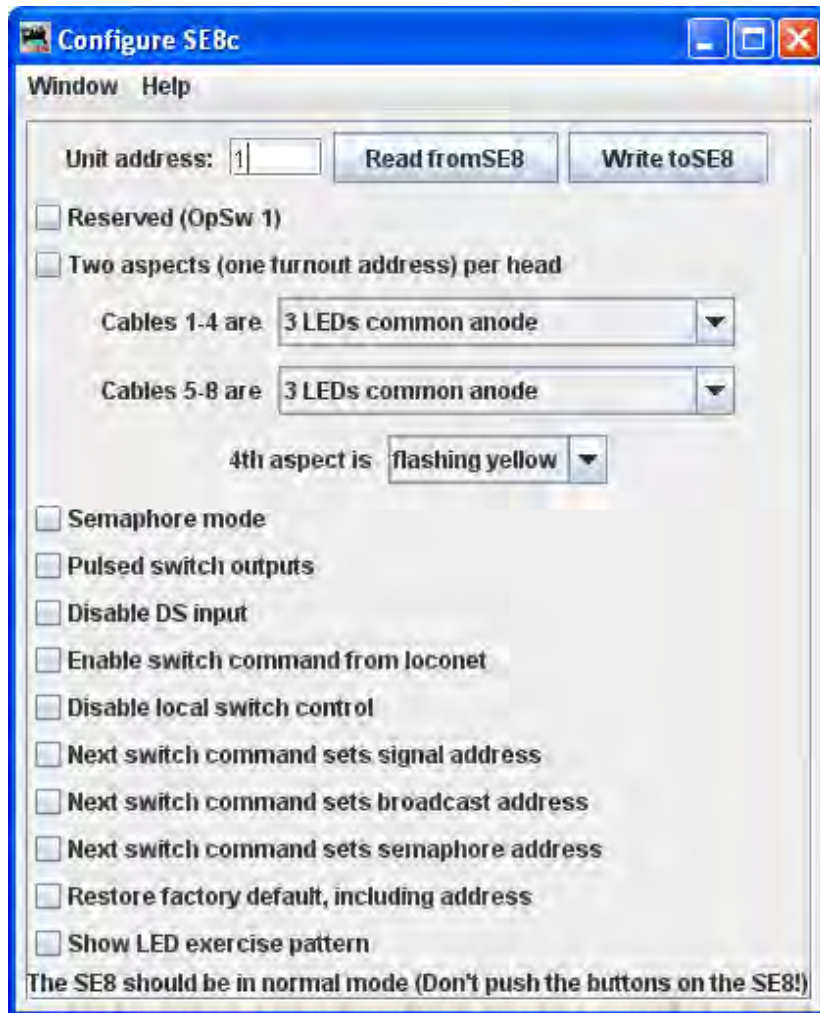 Configure SE8c
Window Help
Unit address: 1 Read fromSE8 Write toSE8
Reserved (OpSw 1)
Two aspects (one turnout address) per head
Cables 1-4 are 3 LEDs common anode
Cables 5-8 are 3 LEDs common anode
4th aspect is flashing yellow
Semaphore mode
Pulsed switch outputs
Disable DS input
Enable switch command from loconet
Disable local switch control
Next switch command sets signal address
Next switch command sets broadcast address
Next switch command sets semaphore address
Restore factory default, including address
Show LED exercise pattern
The SE8 should be in normal mode (Don't push the buttons on the SE8!)